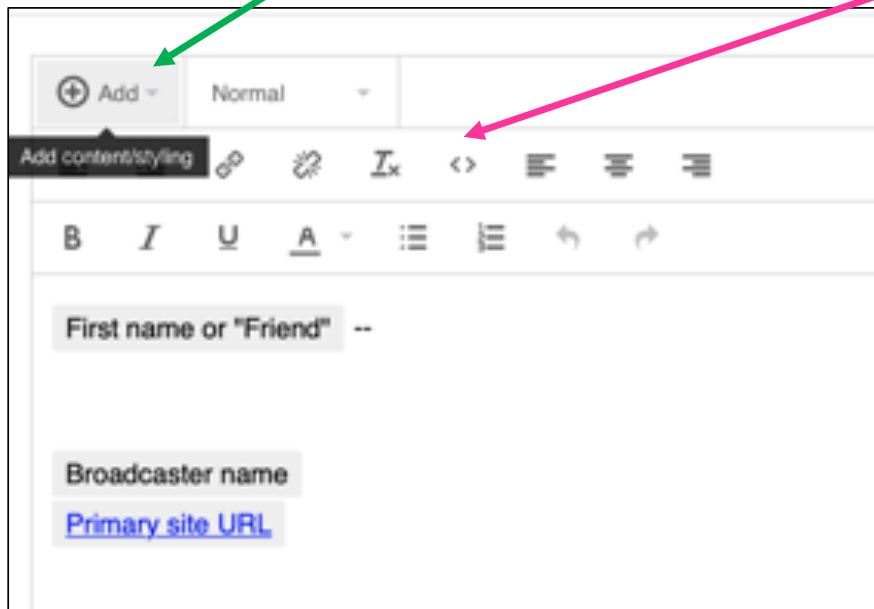 Add Normal
Add content/styling
B I U A
First name or "Friend" --
Broadcaster name
Primary site URL